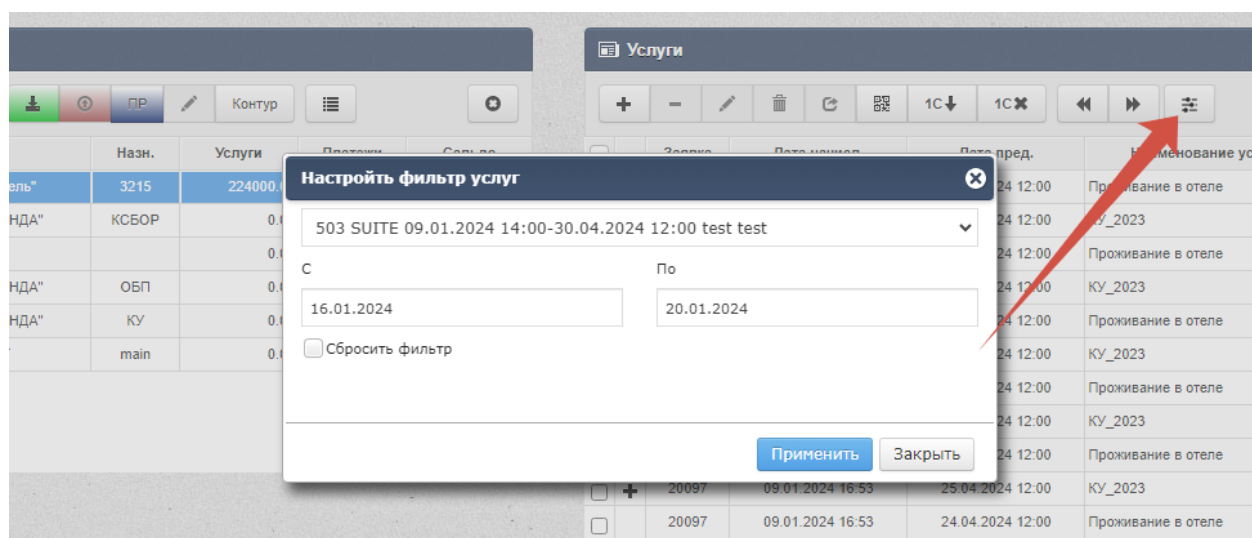 Услуги
ПР Контур 1С 1С
Назн. Услуги Дата пред.
ель" 3215 224000. 24 12:00 Проживание в отеле
НДА" КСБОР 0. 24 12:00 КУ_2023
0. 24 12:00 Проживание в отеле
НДА" ОБП 0. 24 12:00 КУ_2023
НДА" КУ 0. 24 12:00 Проживание в отеле
main 0. 24 12:00 КУ_2023
24 12:00 Проживание в отеле
24 12:00 КУ_2023
24 12:00 Проживание в отеле
20097 09.01.2024 16:53 25.04.2024 12:00 КУ_2023
20097 09.01.2024 16:53 24.04.2024 12:00 Проживание в отеле
Настроить фильтр услуг
503 SUITE 09.01.2024 14:00-30.04.2024 12:00 test test
С По
16.01.2024 20.01.2024
Сбросить фильтр
Применить Закрыть